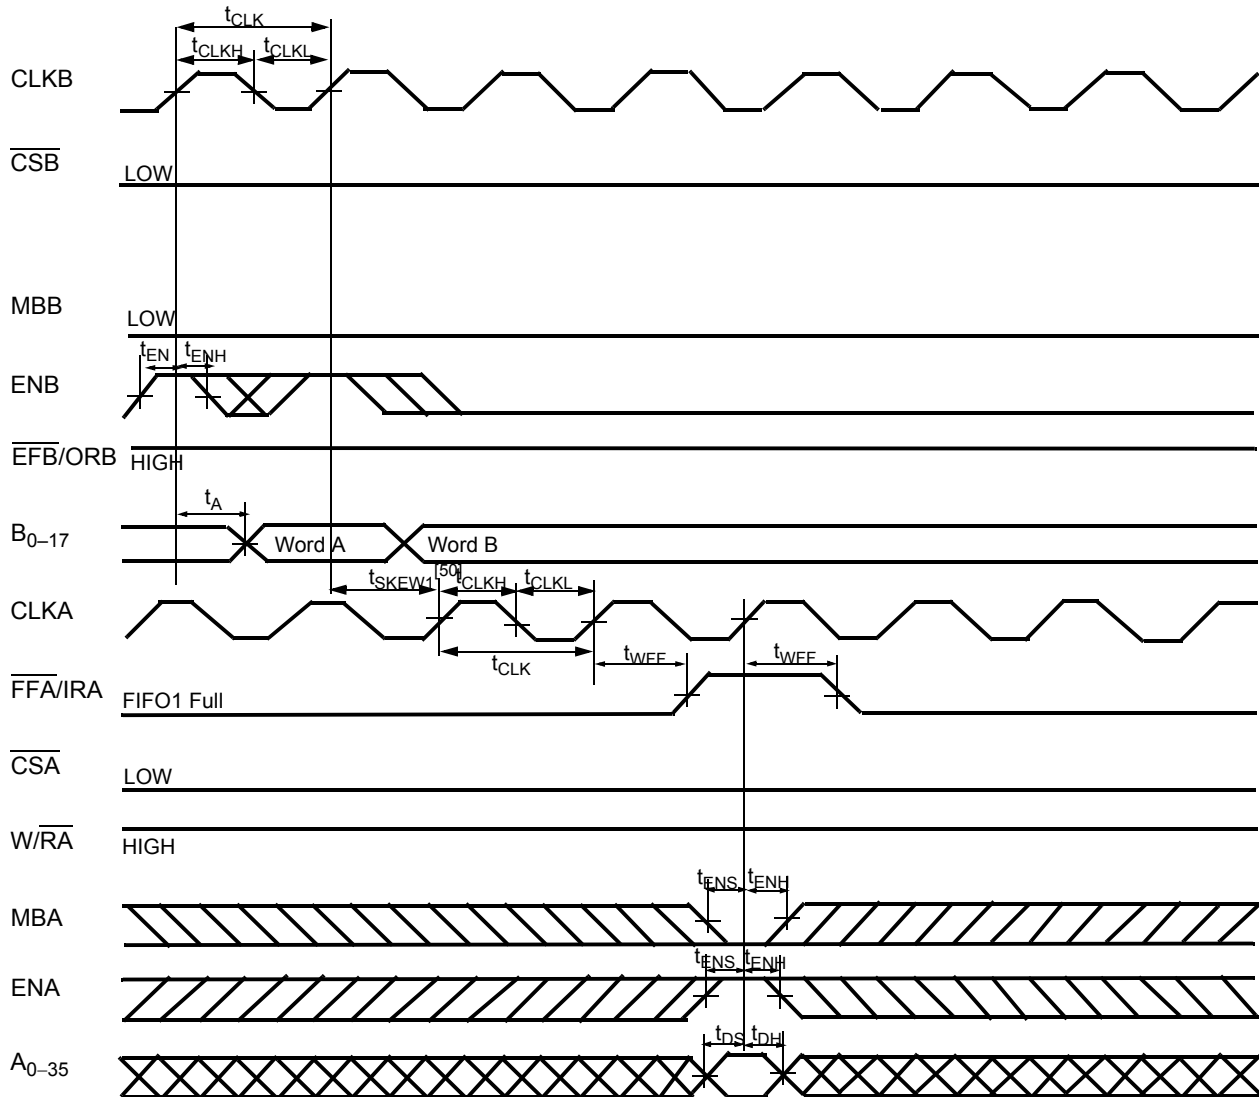 tCLK
tCLKH tCLKL
CLKB
CSB
LOW
MBB
LOW
tEN tENH
ENB
EFB/ORB HIGH
tA
B0–17
Word A Word B
tSKEW1[50] tCLKH tCLKL
CLKA
tCLK
tWFF tWFF
FFA/IRA
FIFO1 Full
CSA
LOW
W/RA
HIGH
tENS tENH
MBA
tENS tENH
ENA
tDS tDH
A0–35